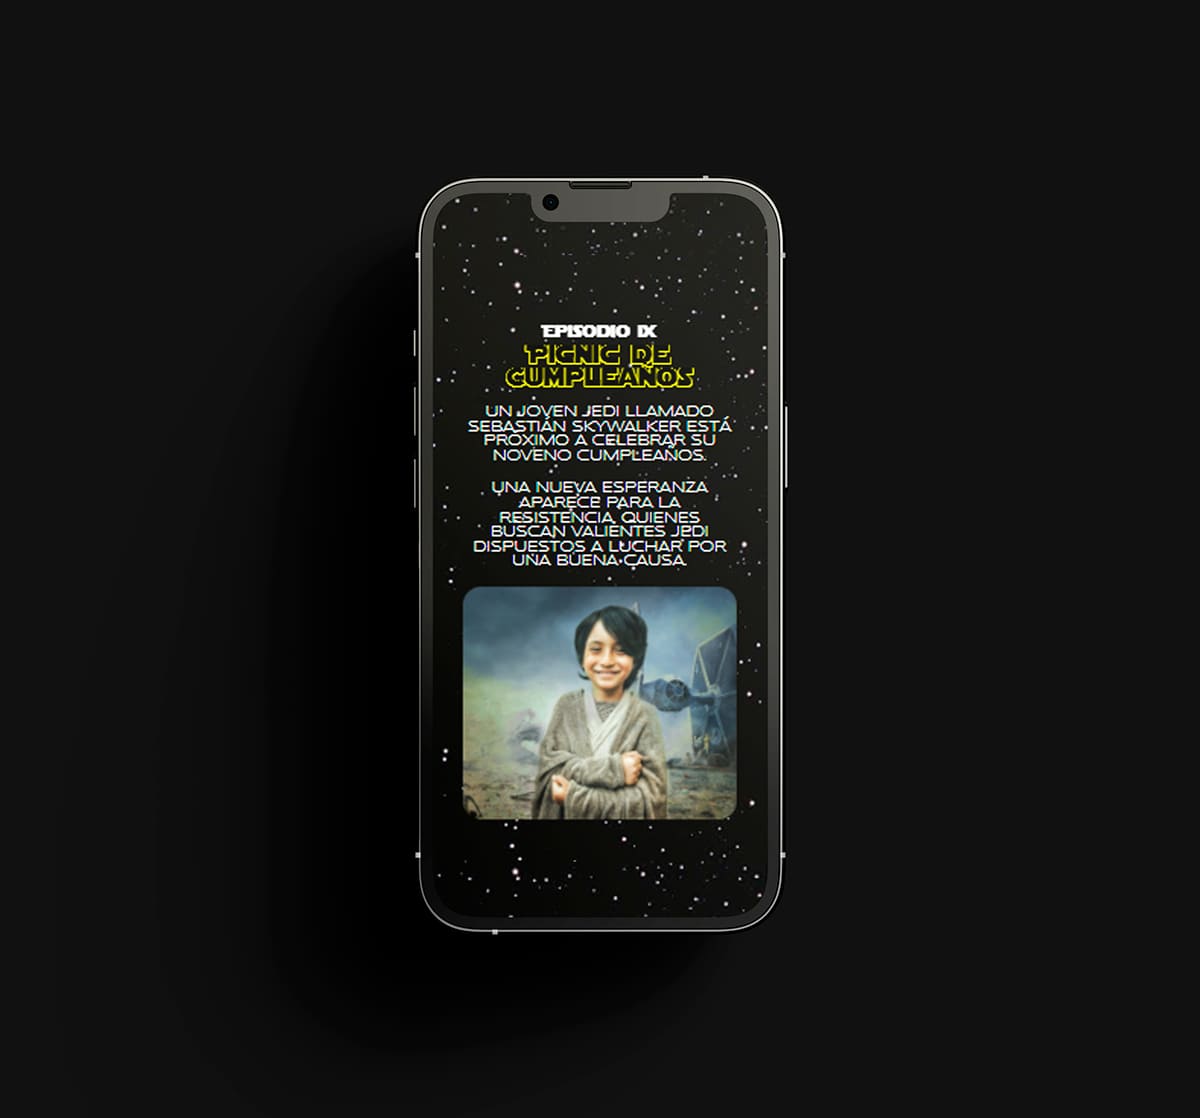 EPISODIO IX
PICNIC DE
CUMPLEAÑOS
UN JOVEN JEDI LLAMADO
SEBASTIÁN SKYWALKER ESTÁ
PRÓXIMO A CELEBRAR SU
NOVENO CUMPLEAÑOS.
UNA NUEVA ESPERANZA
APARECE PARA LA
RESISTENCIA, QUIENES
BUSCAN VALIENTES JEDI
DISPUESTOS A LUCHAR POR
UNA BUENA CAUSA.